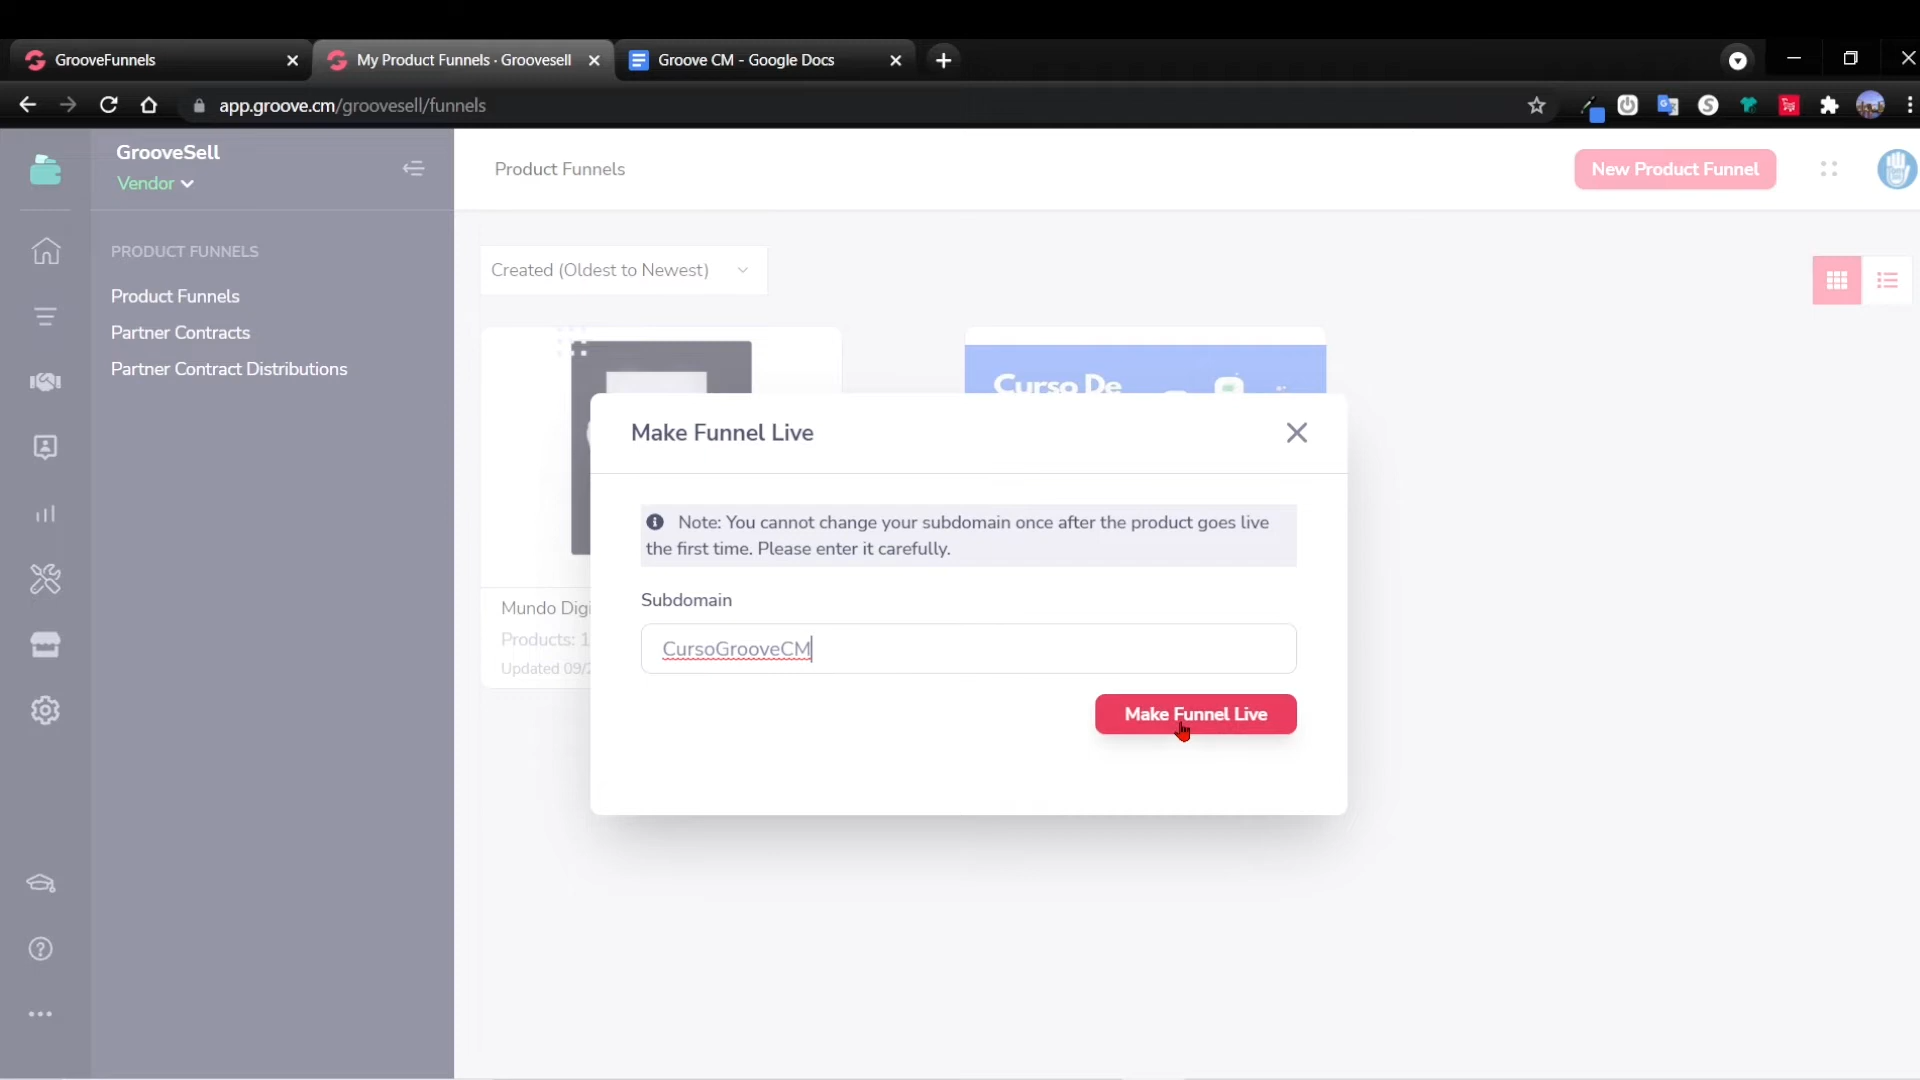 GrooveFunnels
My Product Funnels · Groovesell
Groove CM - Google Docs
app.groove.cm/groovesell/funnels
GrooveSell
Vendor
PRODUCT FUNNELS
Product Funnels
Partner Contracts
Partner Contract Distributions
Product Funnels
New Product Funnel
Created (Oldest to Newest)
Curso De
Mundo Digi
Products: 1
Updated 09/2
Make Funnel Live
Note: You cannot change your subdomain once after the product goes live
the first time. Please enter it carefully.
Subdomain
CursoGrooveCM
Make Funnel Live